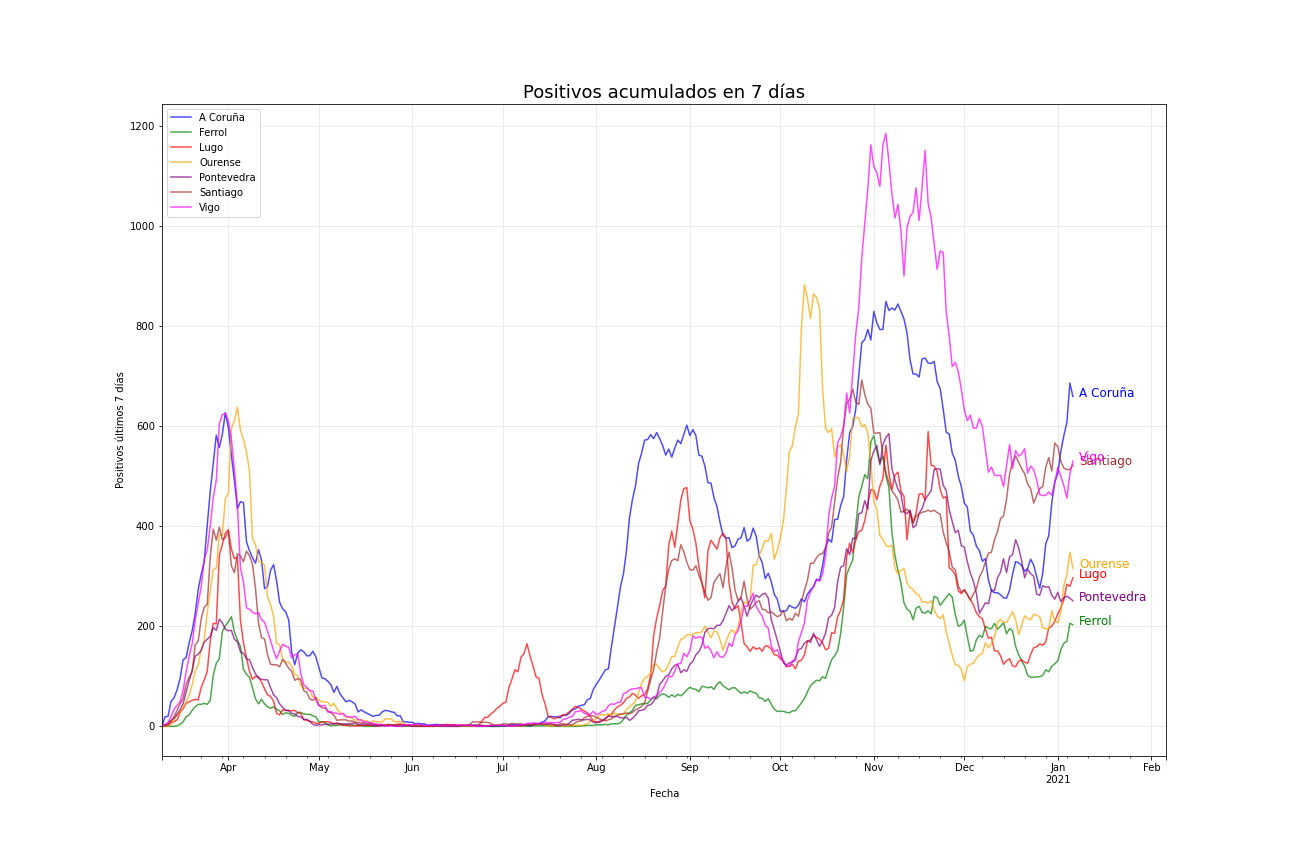 Positivos acumulados en 7 días
A Coruña
Ferrol
Lugo
Ourense
Pontevedra
Santiago
Vigo
1200
1000
800
600
400
200
0
Positivos últimos 7 días
A Coruña
Vigo
Santiago
Ourense
Lugo
Pontevedra
Ferrol
Apr May Jun Jul Aug Sep Oct Nov Dec Jan Feb
2021
Fecha